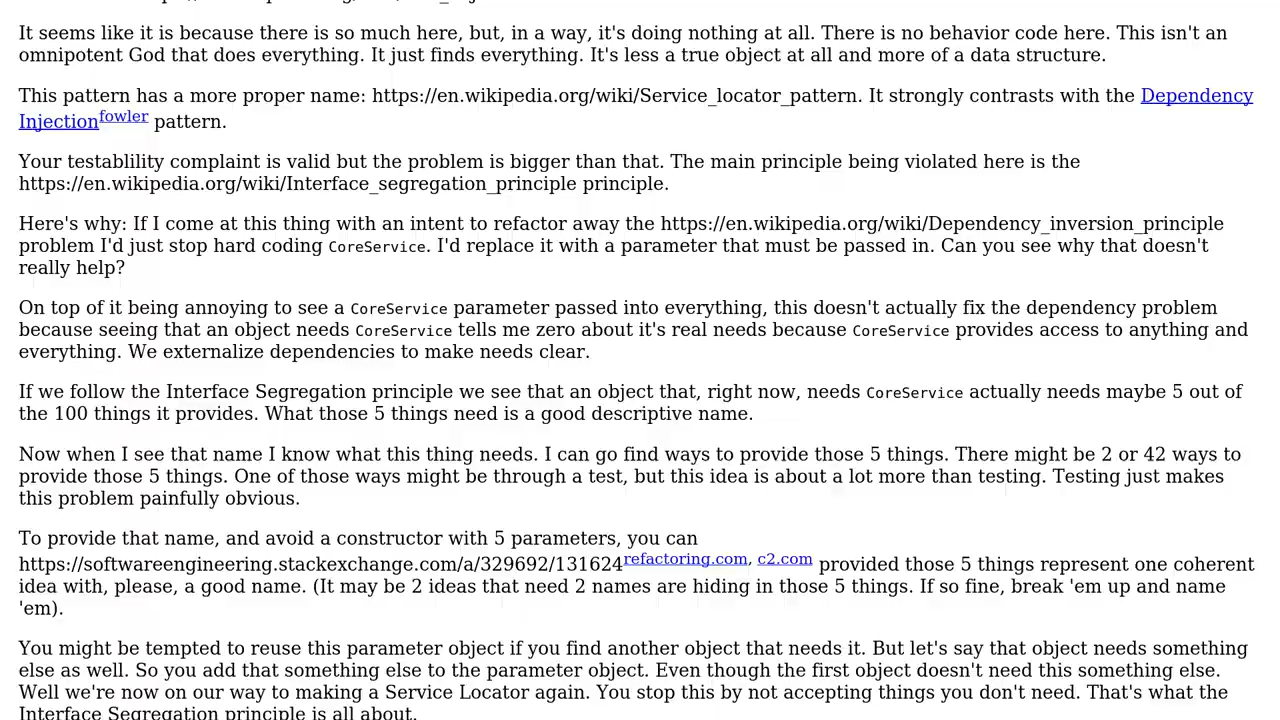 It seems like it is because there is so much here, but, in a way, it's doing nothing at all. There is no behavior code here. This isn't an
omnipotent God that does everything. It just finds everything. It's less a true object at all and more of a data structure.
This pattern has a more proper name: https://en.wikipedia.org/wiki/Service_locator_pattern. It strongly contrasts with the Dependency
Injection fowler pattern.
Your testablility complaint is valid but the problem is bigger than that. The main principle being violated here is the
https://en.wikipedia.org/wiki/Interface_segregation_principle principle.
Here's why: If I come at this thing with an intent to refactor away the https://en.wikipedia.org/wiki/Dependency_inversion_principle
problem I'd just stop hard coding CoreService. I'd replace it with a parameter that must be passed in. Can you see why that doesn't
really help?
On top of it being annoying to see a CoreService parameter passed into everything, this doesn't actually fix the dependency problem
because seeing that an object needs CoreService tells me zero about it's real needs because CoreService provides access to anything and
everything. We externalize dependencies to make needs clear.
If we follow the Interface Segregation principle we see that an object that, right now, needs CoreService actually needs maybe 5 out of
the 100 things it provides. What those 5 things need is a good descriptive name.
Now when I see that name I know what this thing needs. I can go find ways to provide those 5 things. There might be 2 or 42 ways to
provide those 5 things. One of those ways might be through a test, but this idea is about a lot more than testing. Testing just makes
this problem painfully obvious.
To provide that name, and avoid a constructor with 5 parameters, you can
https://softwareengineering.stackexchange.com/a/329692/131624 refactoring.com, c2.com provided those 5 things represent one coherent
idea with, please, a good name. (It may be 2 ideas that need 2 names are hiding in those 5 things. If so fine, break 'em up and name
'em).
You might be tempted to reuse this parameter object if you find another object that needs it. But let's say that object needs something
else as well. So you add that something else to the parameter object. Even though the first object doesn't need this something else.
Well we're now on our way to making a Service Locator again. You stop this by not accepting things you don't need. That's what the
Interface Segregation principle is all about.